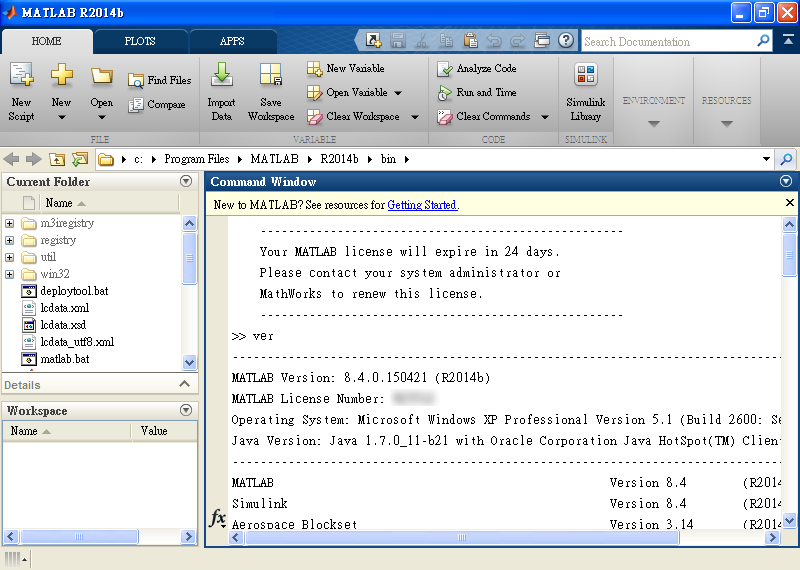 MATLAB R2014b
HOME PLOTS APPS Search Documentation
New Script New Open Find Files Compare Import Data Save Workspace New Variable Open Variable Clear Workspace Analyze Code Run and Time Clear Commands Simulink Library ENVIRONMENT RESOURCES
FILE VARIABLE CODE SIMULINK
c: Program Files MATLAB R2014b bin
Current Folder
Name
m3iregistry
registry
util
win32
deploytool.bat
lcdata.xml
lcdata.xsd
lcdata_utf8.xml
matlab.bat
Details
Workspace
Name Value
Command Window
New to MATLAB? See resources for Getting Started.
----------------------------------------------------
Your MATLAB license will expire in 24 days.
Please contact your system administrator or
MathWorks to renew this license.
----------------------------------------------------
>> ver
-------------------------------------------------------------------------------
MATLAB Version: 8.4.0.150421 (R2014b)
MATLAB License Number:
Operating System: Microsoft Windows XP Professional Version 5.1 (Build 2600: Se
Java Version: Java 1.7.0_11-b21 with Oracle Corporation Java HotSpot(TM) Clien
-------------------------------------------------------------------------------
MATLAB Version 8.4 (R2014
Simulink Version 8.4 (R2014
Aerospace Blockset Version 3.14 (R2014
fx